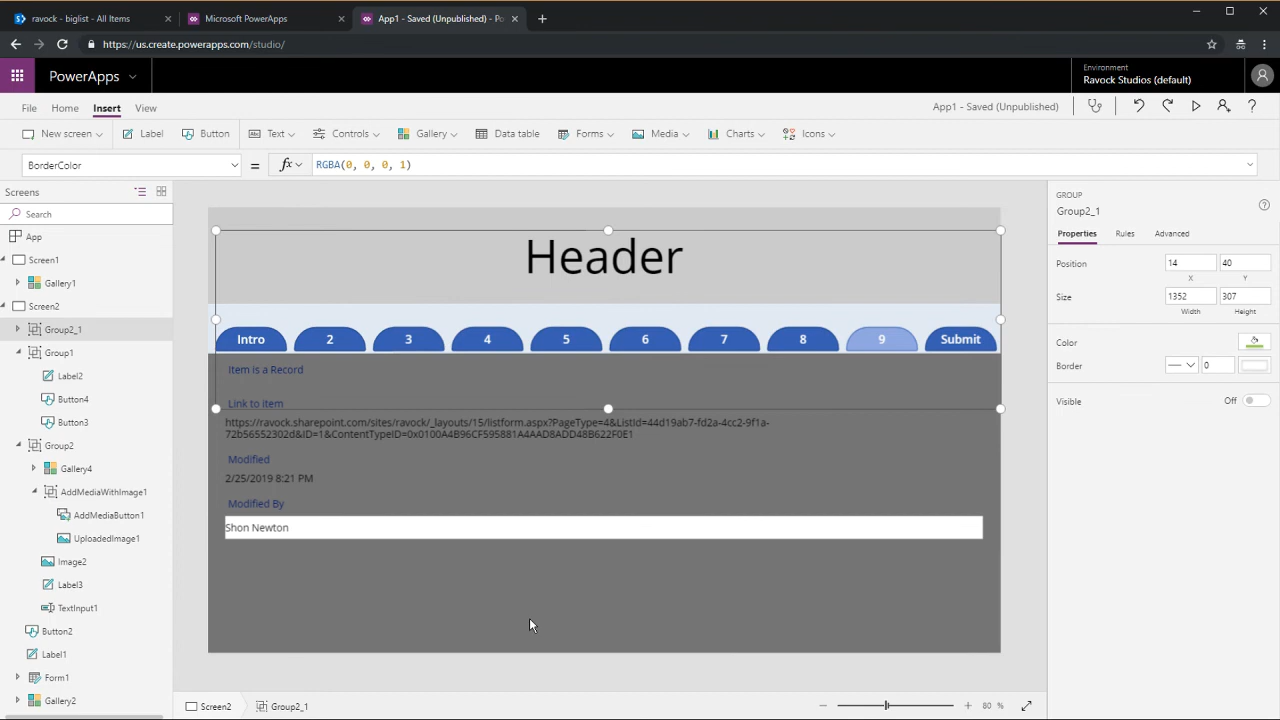 ravock - biglist - All Items
Microsoft PowerApps
App1 - Saved (Unpublished) - Po
https://us.create.powerapps.com/studio/
PowerApps
Environment
Ravock Studios (default)
File
Home
Insert
View
App1 - Saved (Unpublished)
New screen
Label
Button
Text
Controls
Gallery
Data table
Forms
Media
Charts
Icons
BorderColor
=
fx
RGBA(0, 0, 0, 1)
Screens
Search
App
Screen1
Gallery1
Screen2
Group2_1
Group1
Label2
Button4
Button3
Group2
Gallery4
AddMediaWithImage1
AddMediaButton1
UploadedImage1
Image2
Label3
TextInput1
Button2
Label1
Form1
Gallery2
Header
Intro 2 3 4 5 6 7 8 9 Submit
Item is a Record
Link to item
https://ravock.sharepoint.com/sites/ravock/_layouts/15/listform.aspx?PageType=4&ListId=44d19ab7-fd2a-4cc2-9f1a-
72b56552302d&ID=1&ContentTypeID=0x0100A4B96CF595881A4AAD8ADD48B622F0E1
Modified
2/25/2019 8:21 PM
Modified By
Shon Newton
Screen2
Group2_1
80 %
GROUP
Group2_1
Properties
Rules
Advanced
Position
14
40
X
Y
Size
1352
307
Width
Height
Color
Border
0
Visible
Off